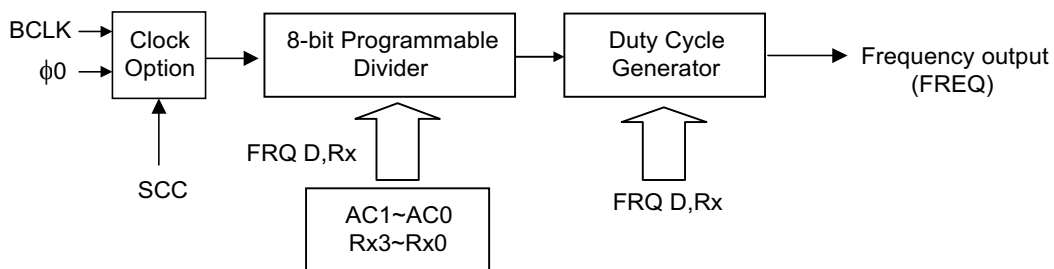 BCLK
ϕ0
Clock
Option
SCC
8-bit Programmable
Divider
FRQ D,Rx
AC1~AC0
Rx3~Rx0
Duty Cycle
Generator
FRQ D,Rx
Frequency output
(FREQ)